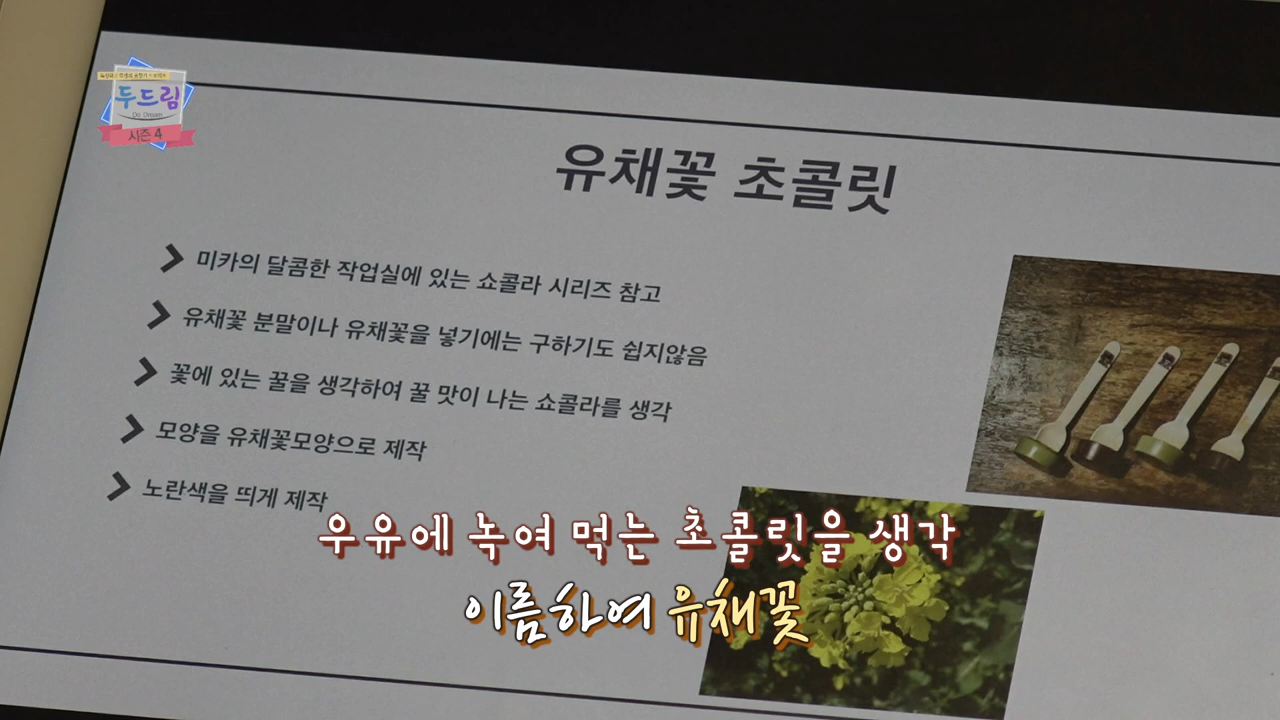 두드림
Do Dream
시즌 4
유채꽃 초콜릿
미카의 달콤한 작업실에 있는 쇼콜라 시리즈 참고
유채꽃 분말이나 유채꽃을 넣기에는 구하기도 쉽지않음
꽃에 있는 꿀을 생각하여 꿀 맛이 나는 쇼콜라를 생각
모양을 유채꽃모양으로 제작
노란색을 띄게 제작
우유에 녹여 먹는 초콜릿을 생각
이름하여 유채꽃